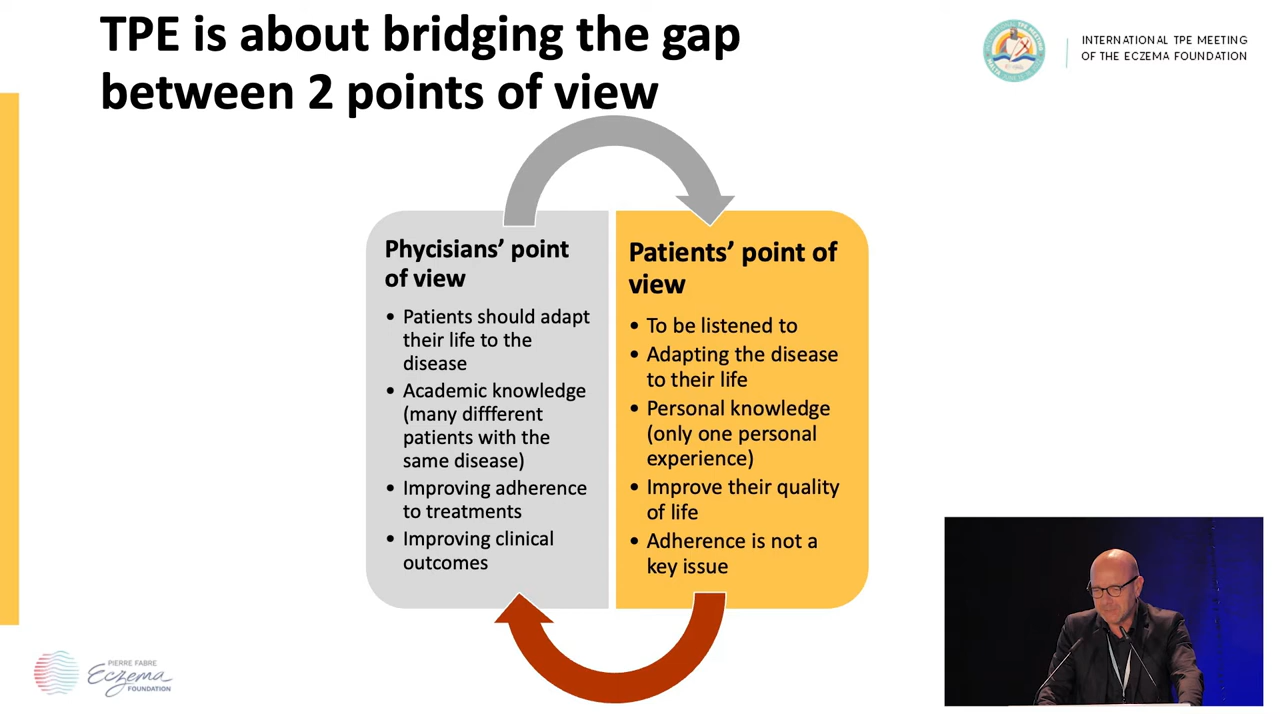 TPE is about bridging the gap
between 2 points of view
INTERNATIONAL TPE MEETING
OF THE ECZEMA FOUNDATION
Phycisians’ point
of view
• Patients should adapt
their life to the
disease
• Academic knowledge
(many diffferent
patients with the
same disease)
• Improving adherence
to treatments
• Improving clinical
outcomes
Patients’ point of
view
• To be listened to
• Adapting the disease
to their life
• Personal knowledge
(only one personal
experience)
• Improve their quality
of life
• Adherence is not a
key issue
PIERRE FABRE
Eczema
FOUNDATION